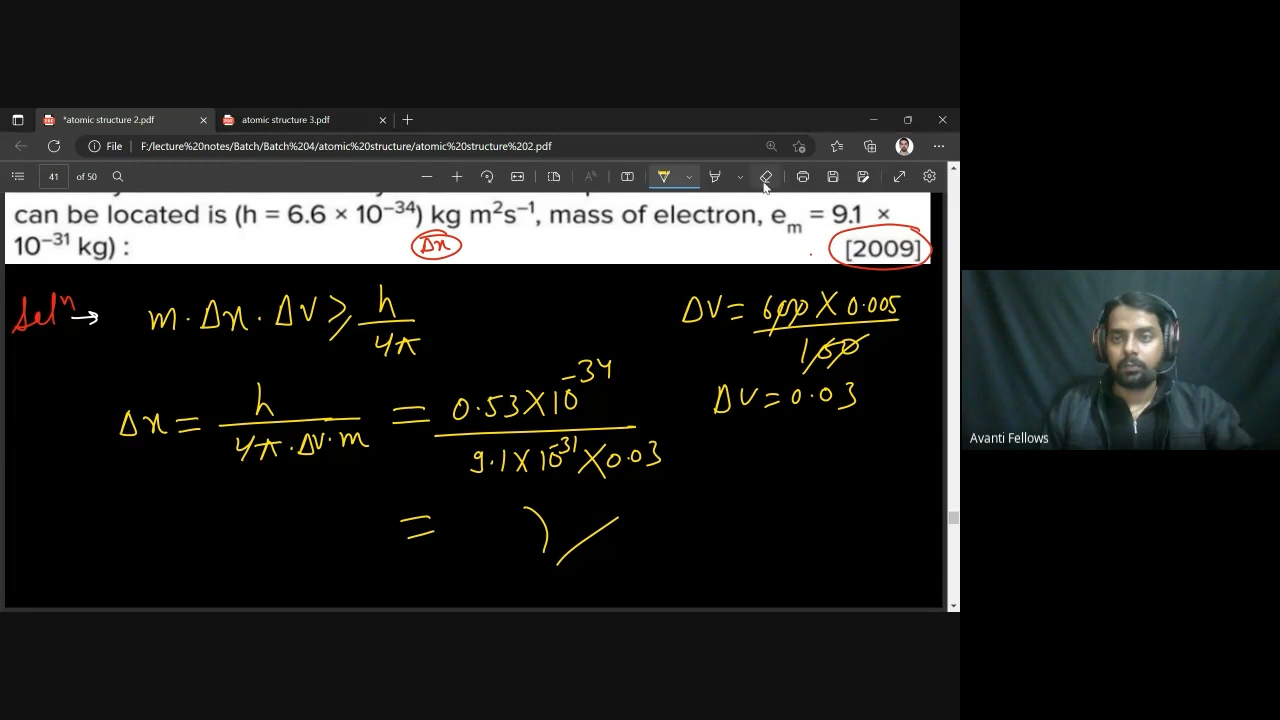 *atomic structure 2.pdf
atomic structure 3.pdf
File F:/lecture%20notes/Batch/Batch%204/atomic%20structure/atomic%20structure%202.pdf
41 of 50
can be located is (h = 6.6 × 10⁻³⁴) kg m²s⁻¹, mass of electron, eₘ = 9.1 ×
10⁻³¹ kg) : Δx [2009]
Solⁿ → m · Δx · ΔV ≥ h / 4π
ΔV = 600 × 0.005 / 100
ΔV = 0.03
Δx = h / 4π · ΔV · m = 0.53 × 10⁻³⁴ / 9.1 × 10⁻³¹ × 0.03
=
Avanti Fellows